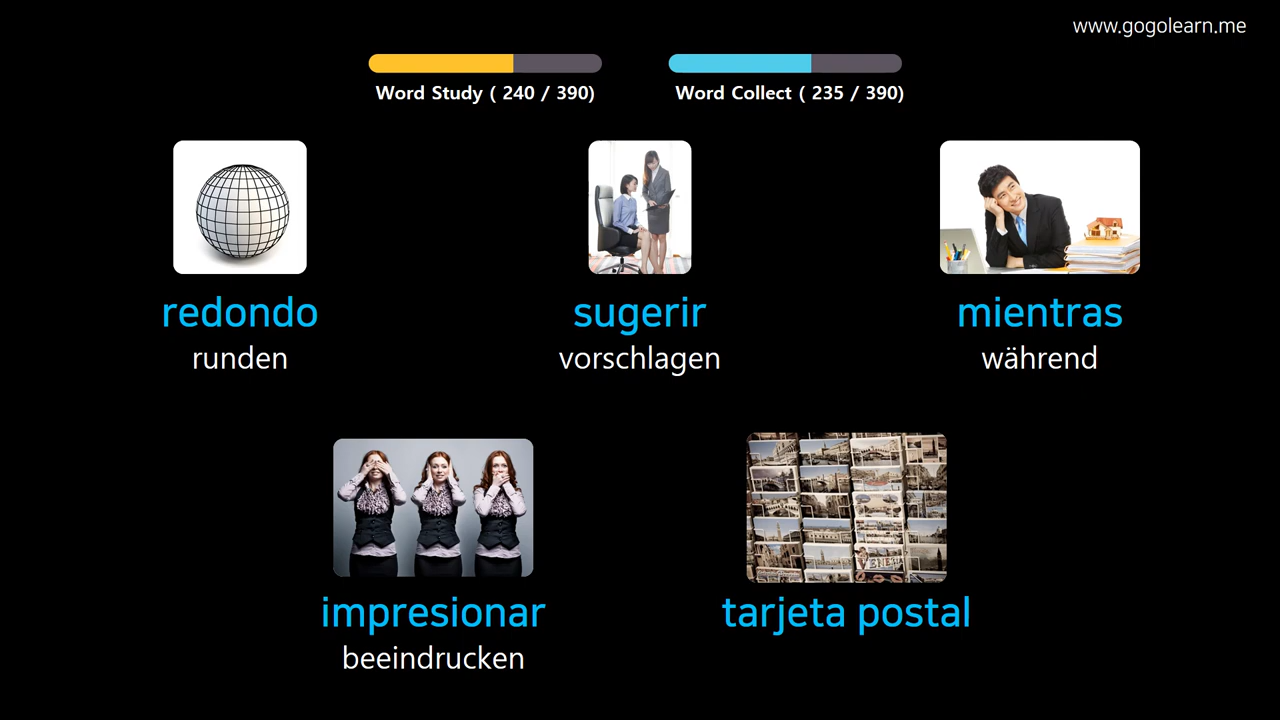 www.gogolearn.me
Word Study ( 240 / 390)
Word Collect ( 235 / 390)
redondo
runden
sugerir
vorschlagen
mientras
während
impresionar
beeindrucken
tarjeta postal